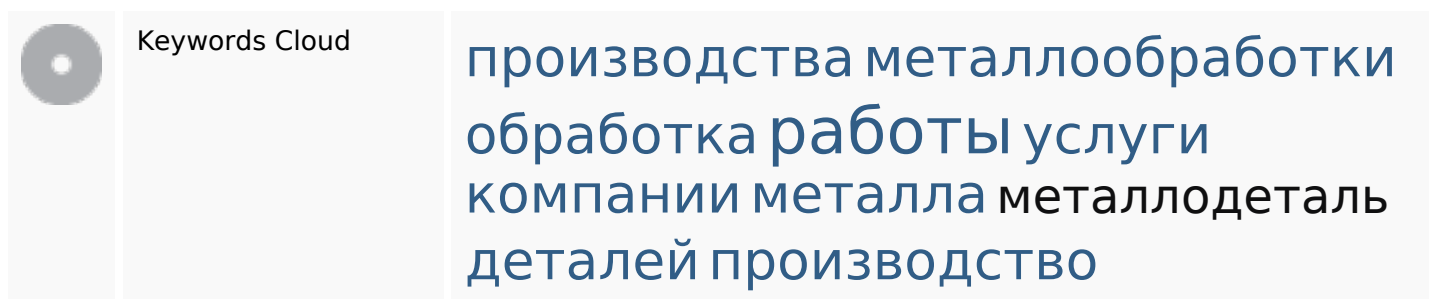 Keywords Cloud
производства металлообработки
обработка работы услуги
компании металла металлодеталь
деталей производство